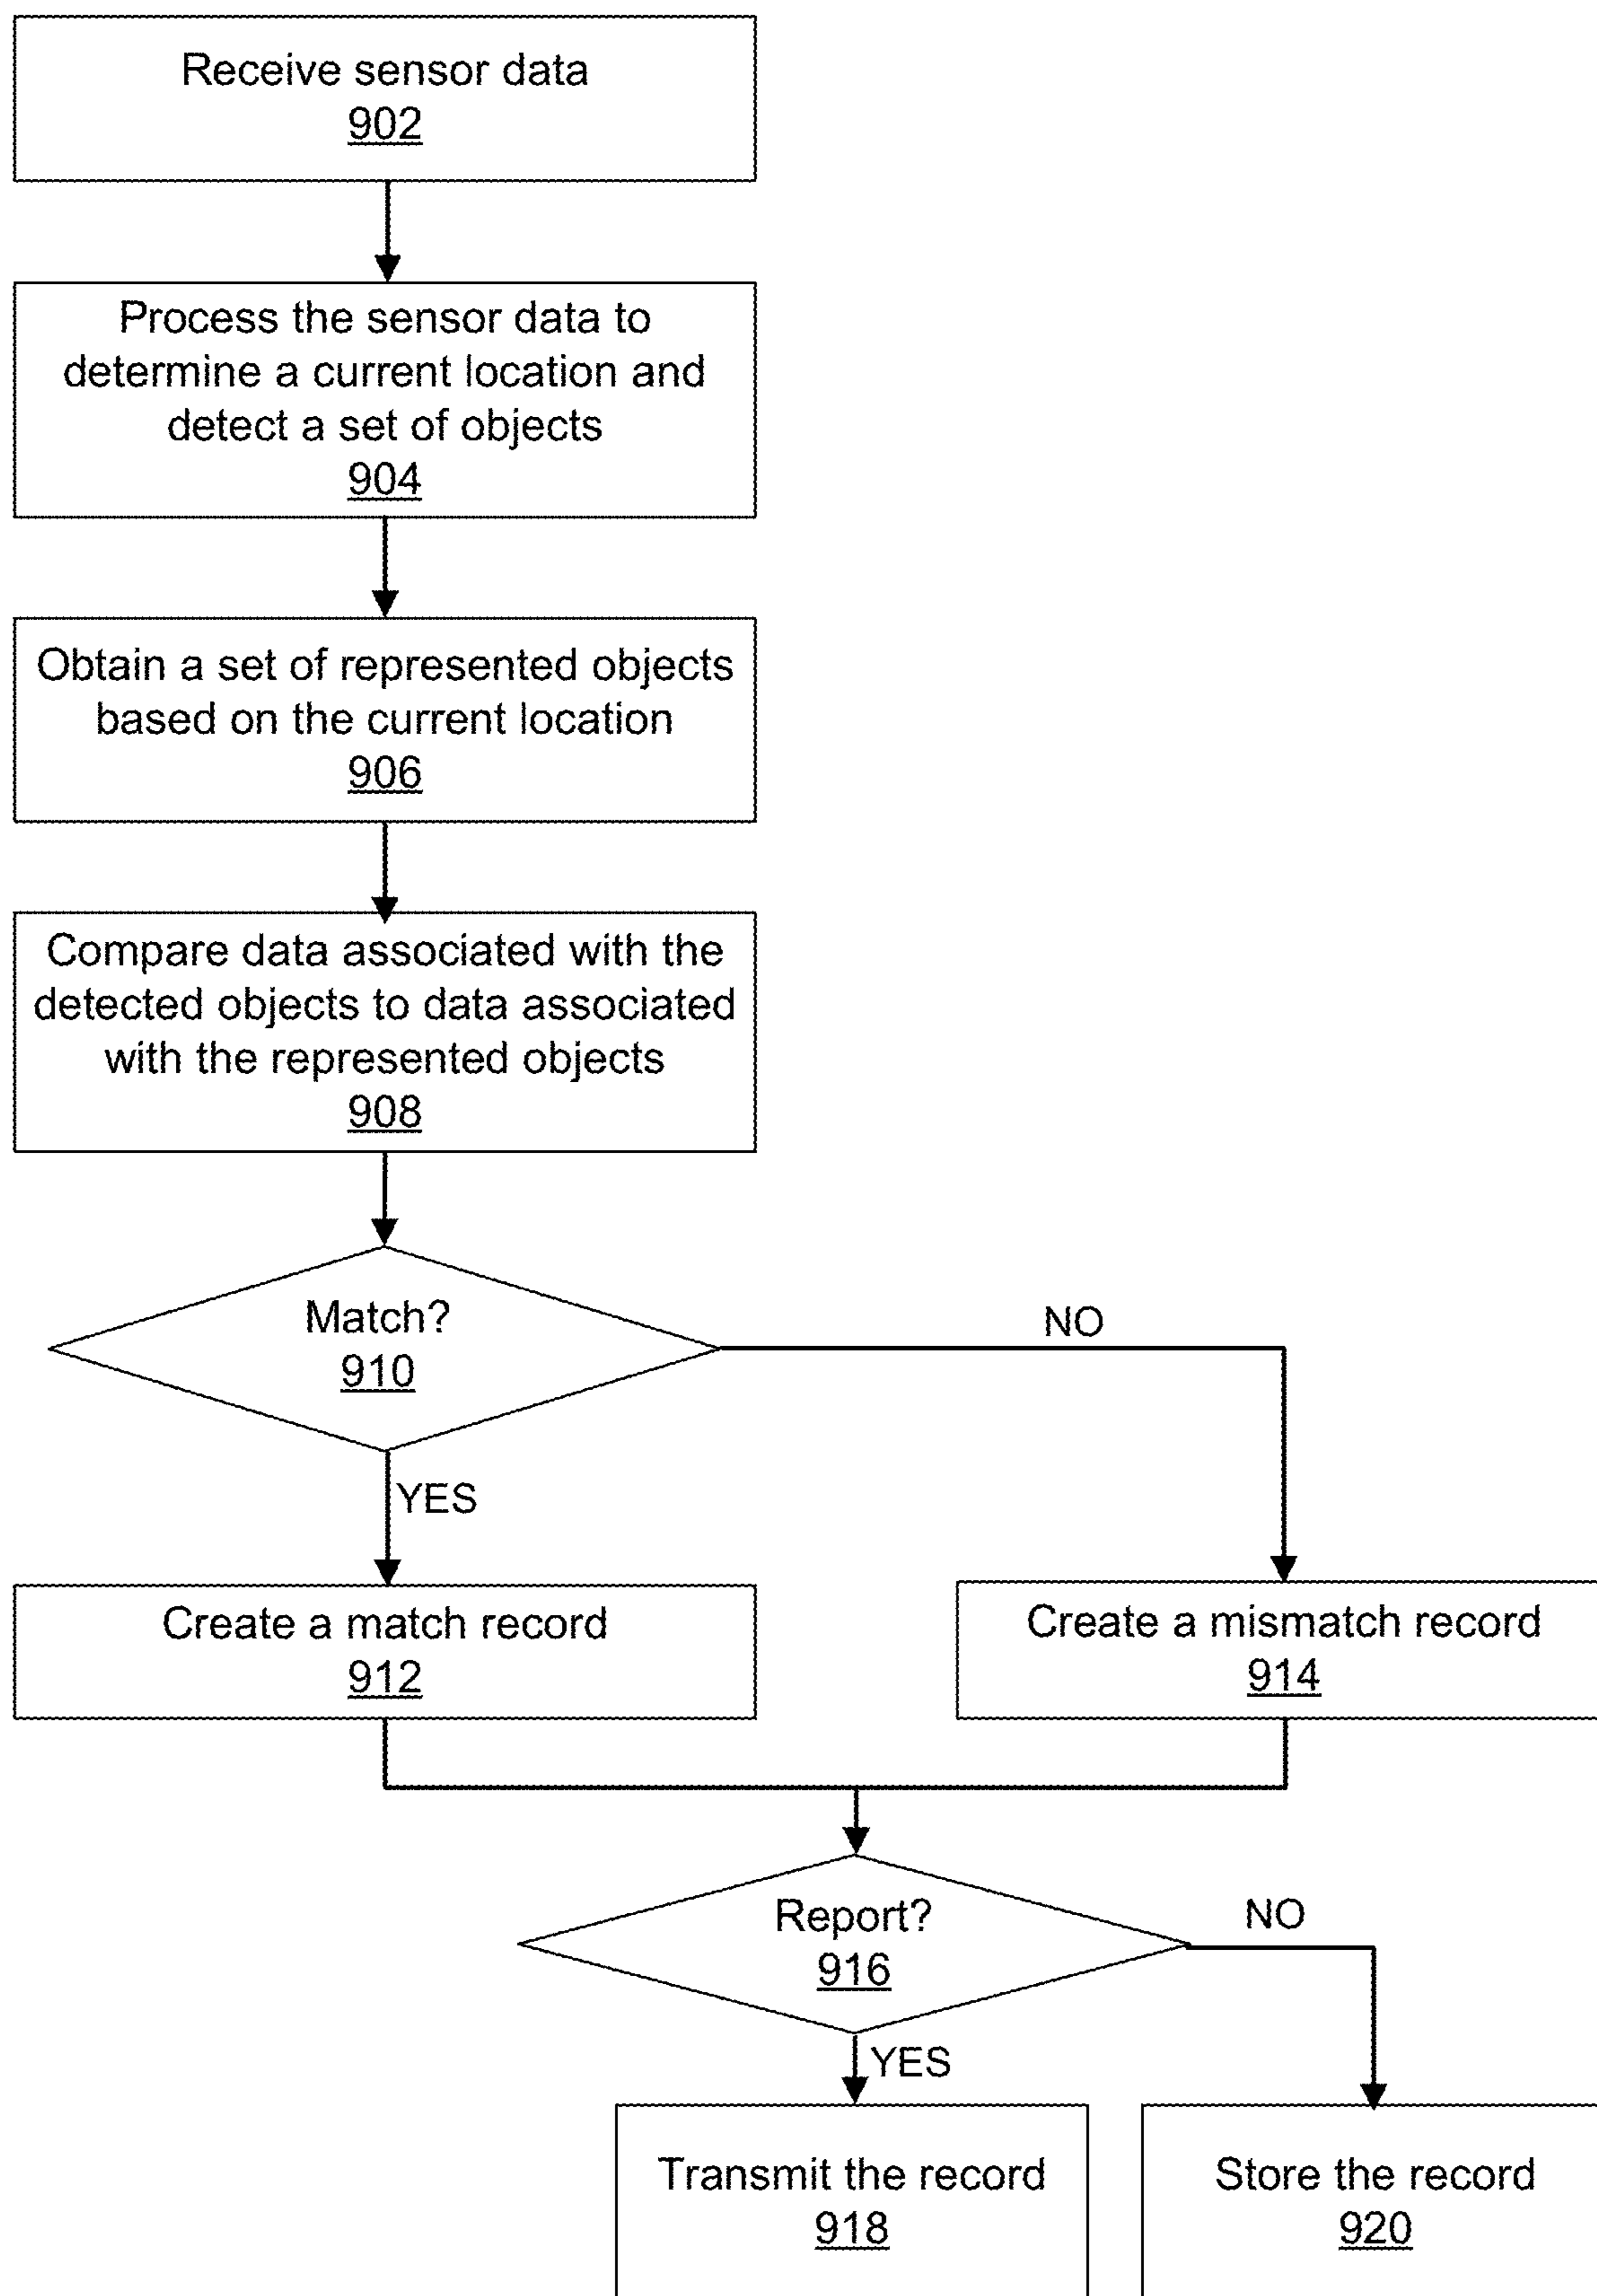 Receive sensor data
902
Process the sensor data to
determine a current location and
detect a set of objects
904
Obtain a set of represented objects
based on the current location
906
Compare data associated with the
detected objects to data associated
with the represented objects
908
Match?
910
NO
YES
Create a match record
912
Create a mismatch record
914
Report?
916
NO
YES
Transmit the record
918
Store the record
920